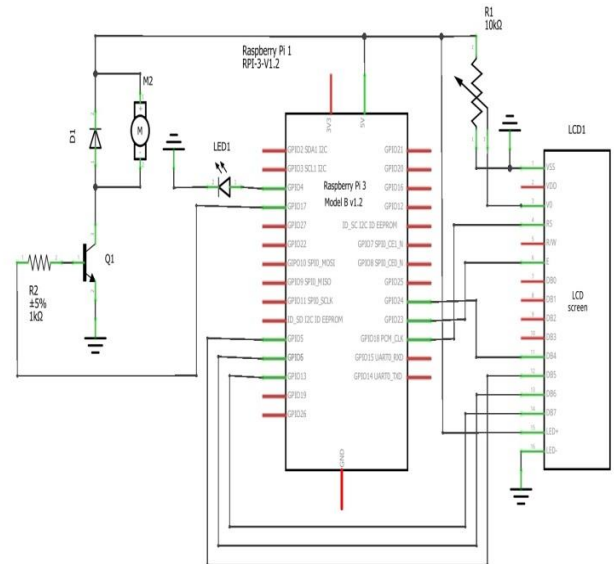 R1
10kΩ
Raspberry Pi 1
RPI-3-V1.2
M2
M
D1
LED1
LCD1
3V3
5V
GPIO2 SDA1 I2C
GPIO3 SCL1 I2C
GPIO4
GPIO17
GPIO27
GPIO22
GPIO10 SPI0_MOSI
GPIO9 SPI0_MISO
GPIO11 SPI0_SCLK
ID_SD I2C ID EEPROM
GPIO5
GPIO6
GPIO13
GPIO19
GPIO26
Raspberry Pi 3
Model B v1.2
GPIO21
GPIO20
GPIO16
GPIO12
ID_SC I2C ID EEPROM
GPIO7 SPI0_CE1_N
GPIO8 SPI0_CE0_N
GPIO25
GPIO24
GPIO23
GPIO18 PCM_CLK
GPIO15 UART0_RXD
GPIO14 UART0_TXD
GND
VSS
VDD
V0
RS
R/W
E
DB0
DB1
DB2
DB3
DB4
DB5
DB6
DB7
LED+
LED-
LCD
screen
Q1
R2
±5%
1kΩ